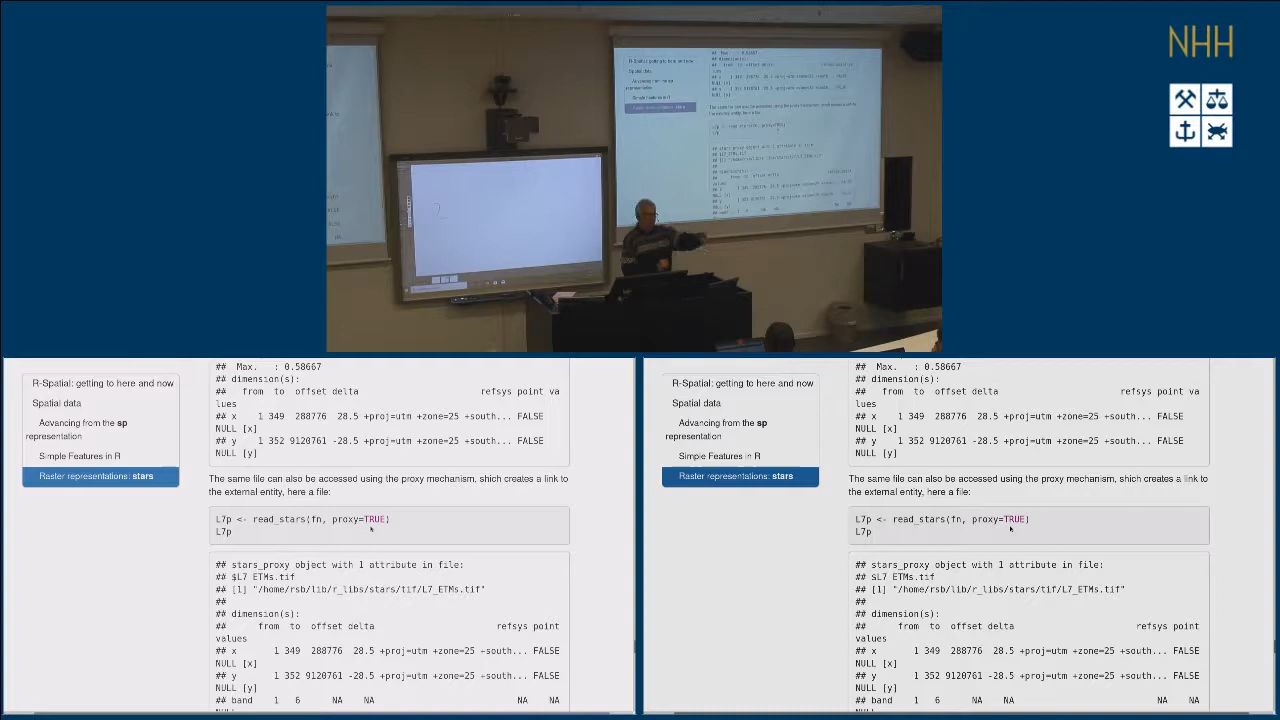 NHH
R-Spatial: getting to here and now
Spatial data
Advancing from the sp
representation
Simple Features in R
Raster representations: stars
## Max. : 0.58667
## dimension(s):
## from to offset delta refsys point va
lues
## x 1 349 288776 28.5 +proj=utm +zone=25 +south... FALSE
NULL [x]
## y 1 352 9120761 -28.5 +proj=utm +zone=25 +south... FALSE
NULL [y]
The same file can also be accessed using the proxy mechanism, shich creates a link to
the external entity, here a file:
L7p <- read_stars(fn, proxy=TRUE)
L7p
## stars_proxy object with 1 attribute in file:
## $L7_ETMs.tif
## [1] "/home/rsb/lib/r_libs/stars/tif/L7_ETMs.tif"
##
## dimension(s):
## from to offset delta refsys point
values
## x 1 349 288776 28.5 +proj=utm +zone=25 +south... FALSE
NULL [x]
## y 1 352 9120761 -28.5 +proj=utm +zone=25 +south... FALSE
NULL [y]
## band 1 6 NA NA NA NA
R-Spatial: getting to here and now
Spatial data
Advancing from the sp
representation
Simple Features in R
Raster representations: stars
## Max. : 0.58667
## dimension(s):
## from to offset delta refsys point va
lues
## x 1 349 288776 28.5 +proj=utm +zone=25 +south... FALSE
NULL [x]
## y 1 352 9120761 -28.5 +proj=utm +zone=25 +south... FALSE
NULL [y]
The same file can also be accessed using the proxy mechanism, shich creates a link to
the external entity, here a file:
L7p <- read_stars(fn, proxy=TRUE)
L7p
## stars_proxy object with 1 attribute in file:
## $L7_ETMs.tif
## [1] "/home/rsb/lib/r_libs/stars/tif/L7_ETMs.tif"
##
## dimension(s):
## from to offset delta refsys point
values
## x 1 349 288776 28.5 +proj=utm +zone=25 +south... FALSE
NULL [x]
## y 1 352 9120761 -28.5 +proj=utm +zone=25 +south... FALSE
NULL [y]
## band 1 6 NA NA NA NA